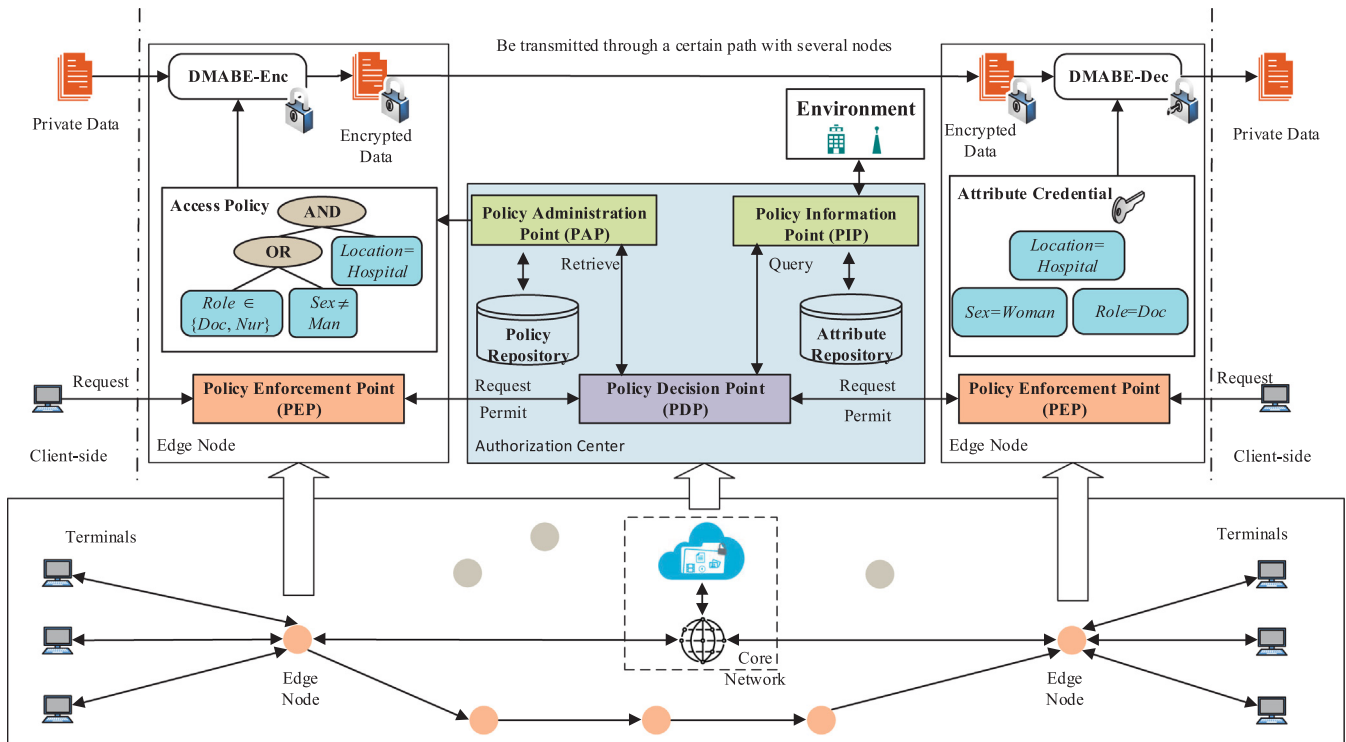 Be transmitted through a certain path with several nodes
DMABE-Enc
DMABE-Dec
Private Data
Encrypted
Data
Environment
Encrypted
Data
Private Data
Access Policy
AND
OR
Location=
Hospital
Role ∈
{Doc, Nur}
Sex ≠
Man
Policy Administration
Point (PAP)
Policy Information
Point (PIP)
Retrieve
Query
Policy
Repository
Attribute
Repository
Attribute Credential
Location=
Hospital
Sex=Woman
Role=Doc
Request
Policy Enforcement Point
(PEP)
Request
Permit
Policy Decision Point
(PDP)
Request
Permit
Policy Enforcement Point
(PEP)
Request
Client-side
Edge Node
Authorization Center
Edge Node
Client-side
Terminals
Terminals
Edge
Node
Core
Network
Edge
Node